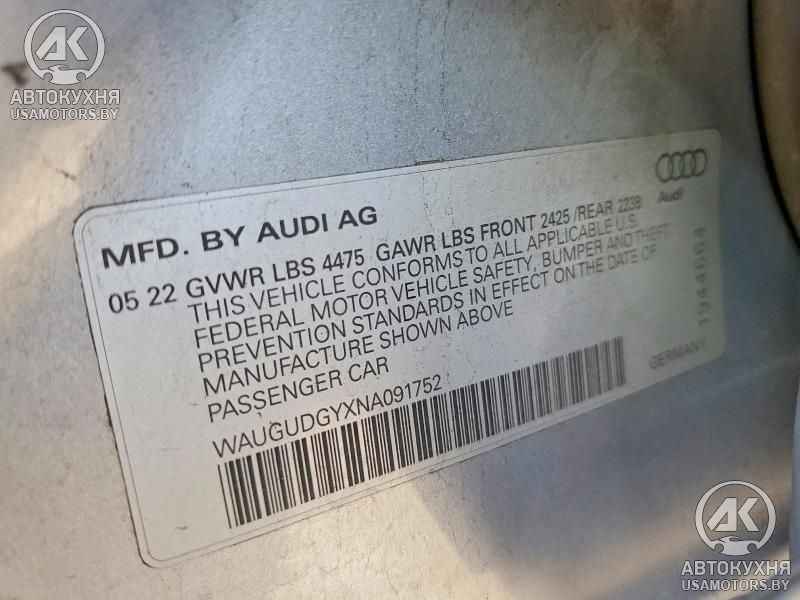 AK
АВТОКУХНЯ
USAMOTORS.BY
Audi
MFD. BY AUDI AG
05 22 GVWR LBS 4475 GAWR LBS FRONT 2425 /REAR 2238
THIS VEHICLE CONFORMS TO ALL APPLICABLE U.S.
FEDERAL MOTOR VEHICLE SAFETY, BUMPER AND THEFT
PREVENTION STANDARDS IN EFFECT ON THE DATE OF
MANUFACTURE SHOWN ABOVE
PASSENGER CAR
1944664
GERMANY
WAUGUDGYXNA091752
AK
АВТОКУХНЯ
USAMOTORS.BY